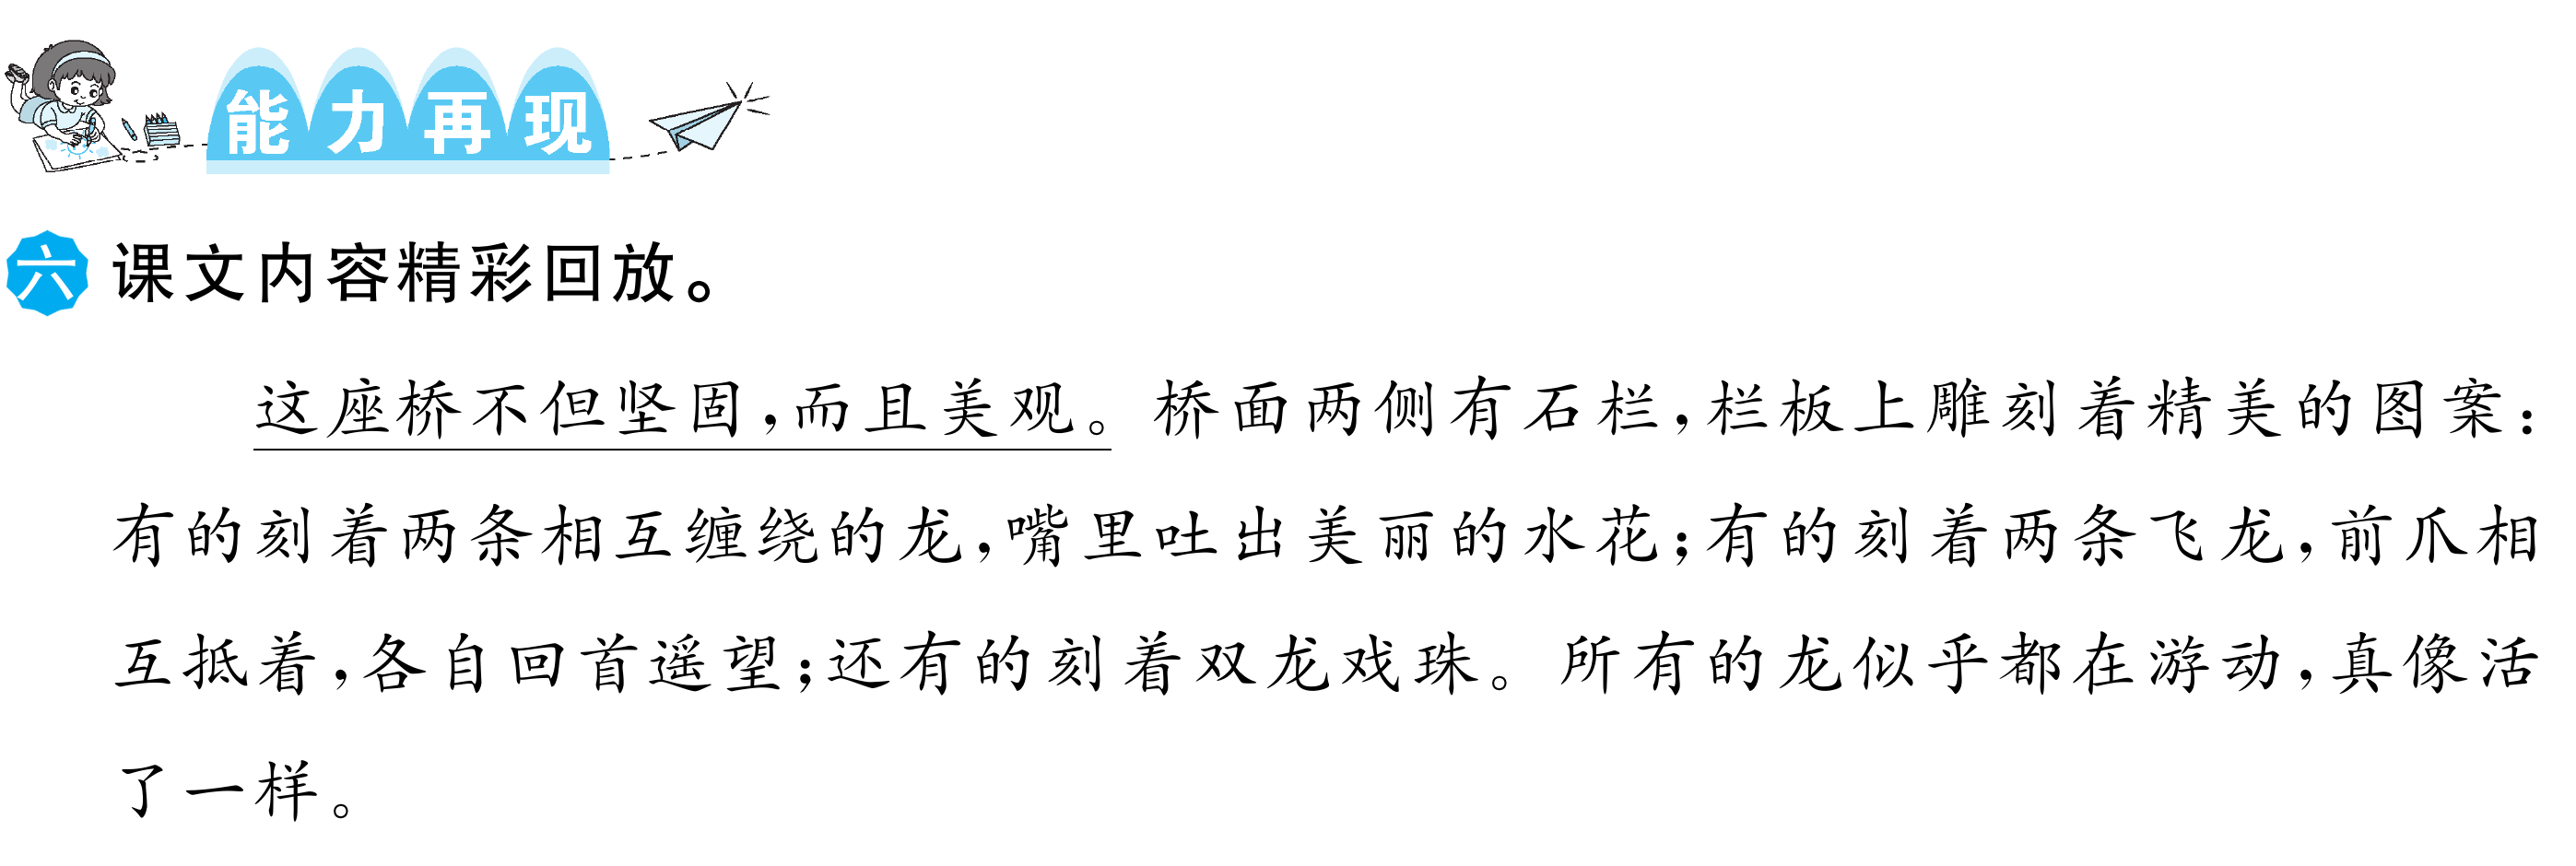 能力再现
六 课文内容精彩回放。
这座桥不但坚固,而且美观。桥面两侧有石栏,栏板上雕刻着精美的图案:
有的刻着两条相互缠绕的龙,嘴里吐出美丽的水花;有的刻着两条飞龙,前爪相
互抵着,各自回首遥望;还有的刻着双龙戏珠。所有的龙似乎都在游动,真像活
了一样。